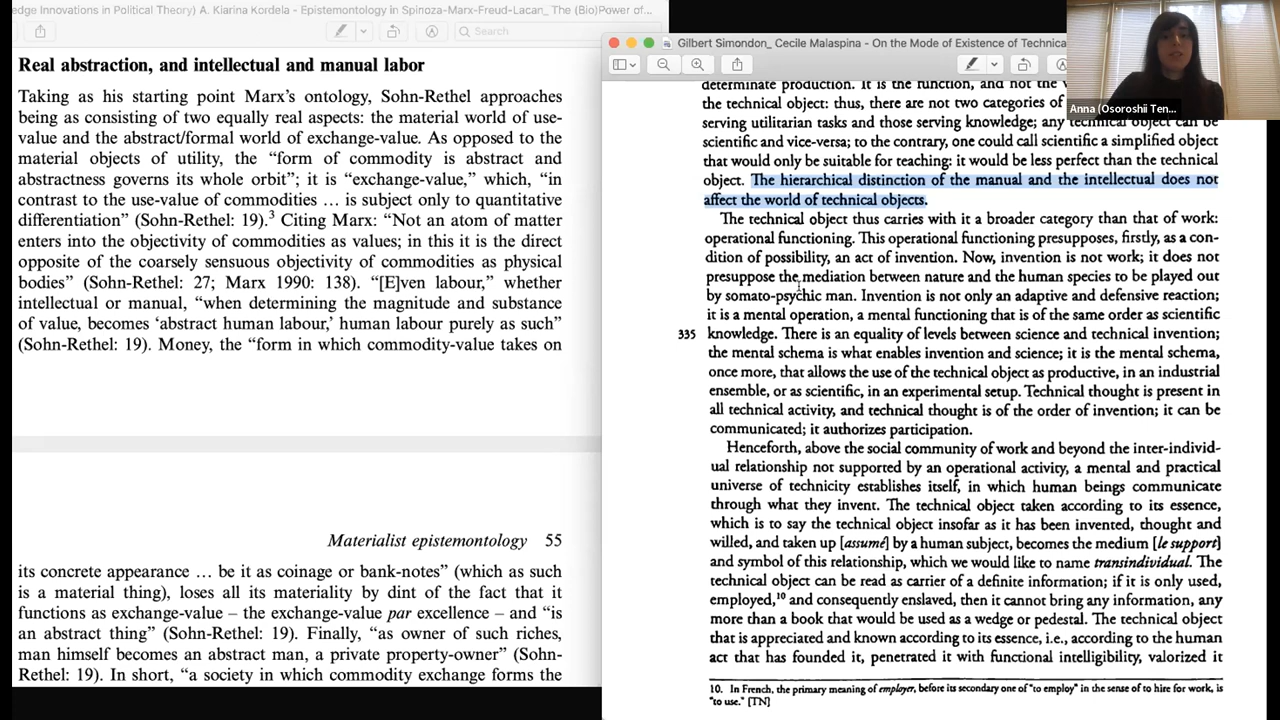 edge Innovations in Political Theory) A. Kiarina Kordela - Epistemontology in Spinoza-Marx-Freud-Lacan_ The (Bio)Power of...
Search
Real abstraction, and intellectual and manual labor
Taking as his starting point Marx's ontology, Sohn-Rethel approaches
being as consisting of two equally real aspects: the material world of use-
value and the abstract/formal world of exchange-value. As opposed to the
material objects of utility, the "form of commodity is abstract and
abstractness governs its whole orbit"; it is "exchange-value," which, "in
contrast to the use-value of commodities … is subject only to quantitative
differentiation" (Sohn-Rethel: 19).3 Citing Marx: "Not an atom of matter
enters into the objectivity of commodities as values; in this it is the direct
opposite of the coarsely sensuous objectivity of commodities as physical
bodies" (Sohn-Rethel: 27; Marx 1990: 138). "[E]ven labour," whether
intellectual or manual, "when determining the magnitude and substance
of value, becomes 'abstract human labour,' human labour purely as such"
(Sohn-Rethel: 19). Money, the "form in which commodity-value takes on
Materialist epistemontology 55
its concrete appearance … be it as coinage or bank-notes" (which as such
is a material thing), loses all its materiality by dint of the fact that it
functions as exchange-value – the exchange-value par excellence – and "is
an abstract thing" (Sohn-Rethel: 19). Finally, "as owner of such riches,
man himself becomes an abstract man, a private property-owner" (Sohn-
Rethel: 19). In short, "a society in which commodity exchange forms the
Gilbert Simondon_ Cecile Malaspina - On the Mode of Existence of Technica
determinate production. It is the function, and not the
the technical object: thus, there are not two categories of
serving utilitarian tasks and those serving knowledge; any technical object can be
scientific and vice-versa; to the contrary, one could call scientific a simplified object
that would only be suitable for teaching: it would be less perfect than the technical
object. The hierarchical distinction of the manual and the intellectual does not
affect the world of technical objects.
The technical object thus carries with it a broader category than that of work:
operational functioning. This operational functioning presupposes, firstly, as a con-
dition of possibility, an act of invention. Now, invention is not work; it does not
presuppose the mediation between nature and the human species to be played out
by somato-psychic man. Invention is not only an adaptive and defensive reaction;
it is a mental operation, a mental functioning that is of the same order as scientific
335 knowledge. There is an equality of levels between science and technical invention;
the mental schema is what enables invention and science; it is the mental schema,
once more, that allows the use of the technical object as productive, in an industrial
ensemble, or as scientific, in an experimental setup. Technical thought is present in
all technical activity, and technical thought is of the order of invention; it can be
communicated; it authorizes participation.
Henceforth, above the social community of work and beyond the inter-individ-
ual relationship not supported by an operational activity, a mental and practical
universe of technicity establishes itself, in which human beings communicate
through what they invent. The technical object taken according to its essence,
which is to say the technical object insofar as it has been invented, thought and
willed, and taken up [assumé] by a human subject, becomes the medium [le support]
and symbol of this relationship, which we would like to name transindividual. The
technical object can be read as carrier of a definite information; if it is only used,
employed,10 and consequently enslaved, then it cannot bring any information, any
more than a book that would be used as a wedge or pedestal. The technical object
that is appreciated and known according to its essence, i.e., according to the human
act that has founded it, penetrated it with functional intelligibility, valorized it
10. In French, the primary meaning of employer, before its secondary one of "to employ" in the sense of to hire for work, is
"to use." [TN]
Anna (Osoroshii Ten...